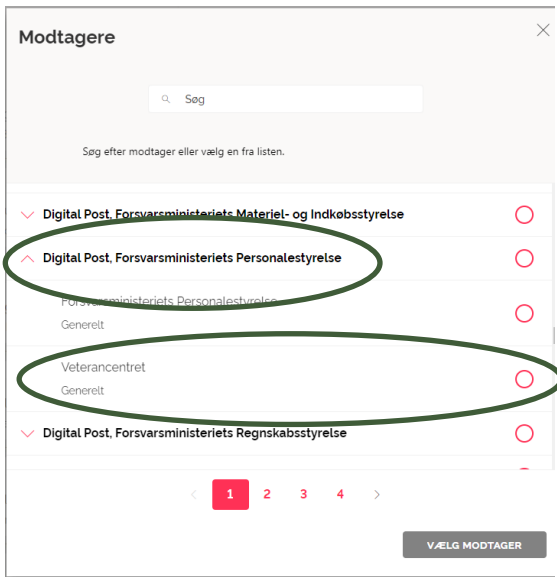 Modtagere
Søg
Søg efter modtager eller vælg en fra listen.
Digital Post, Forsvarsministeriets Materiel- og Indkøbsstyrelse
Digital Post, Forsvarsministeriets Personalestyrelse
Forsvarsministeriets Personalestyrelse
Generelt
Veterancentret
Generelt
Digital Post, Forsvarsministeriets Regnskabsstyrelse
1 2 3 4
VÆLG MODTAGER